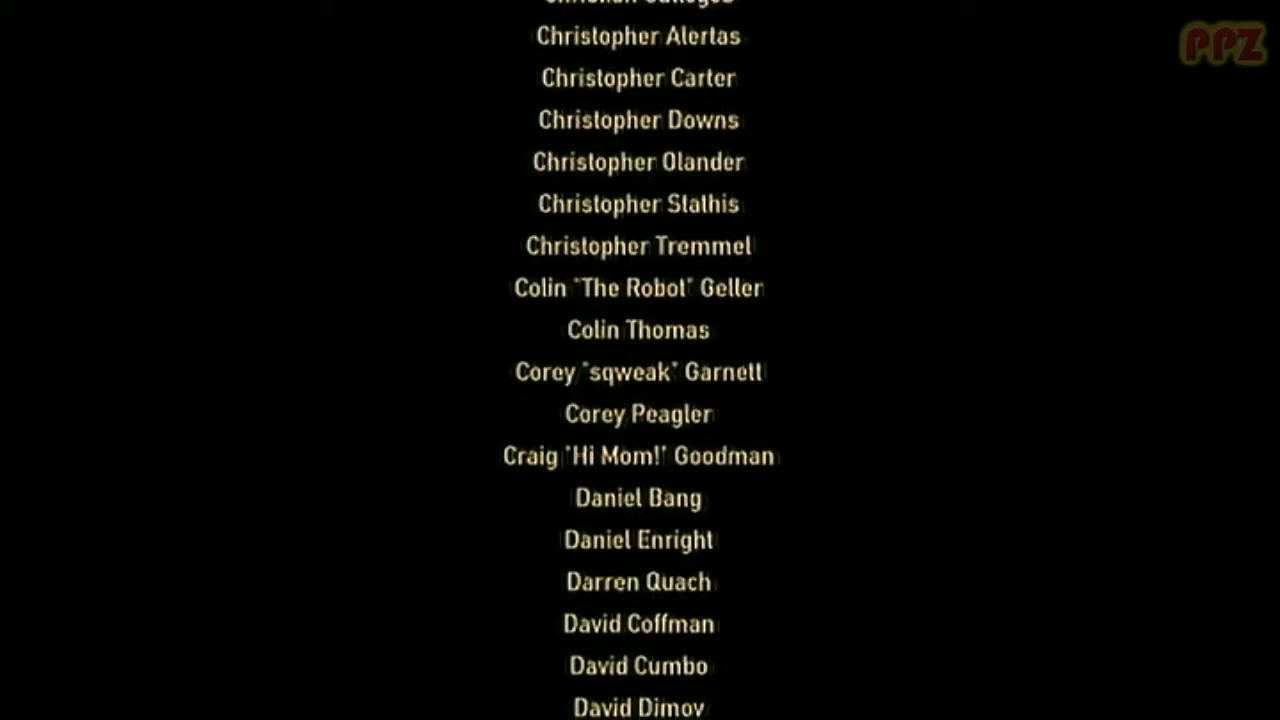 PPZ
Christopher Alertas
Christopher Carter
Christopher Downs
Christopher Olander
Christopher Stathis
Christopher Tremmel
Colin "The Robot" Geller
Colin Thomas
Corey "sqweak" Garnett
Corey Peagler
Craig "Hi Mom!" Goodman
Daniel Bang
Daniel Enright
Darren Quach
David Coffman
David Cumbo
David Dimov